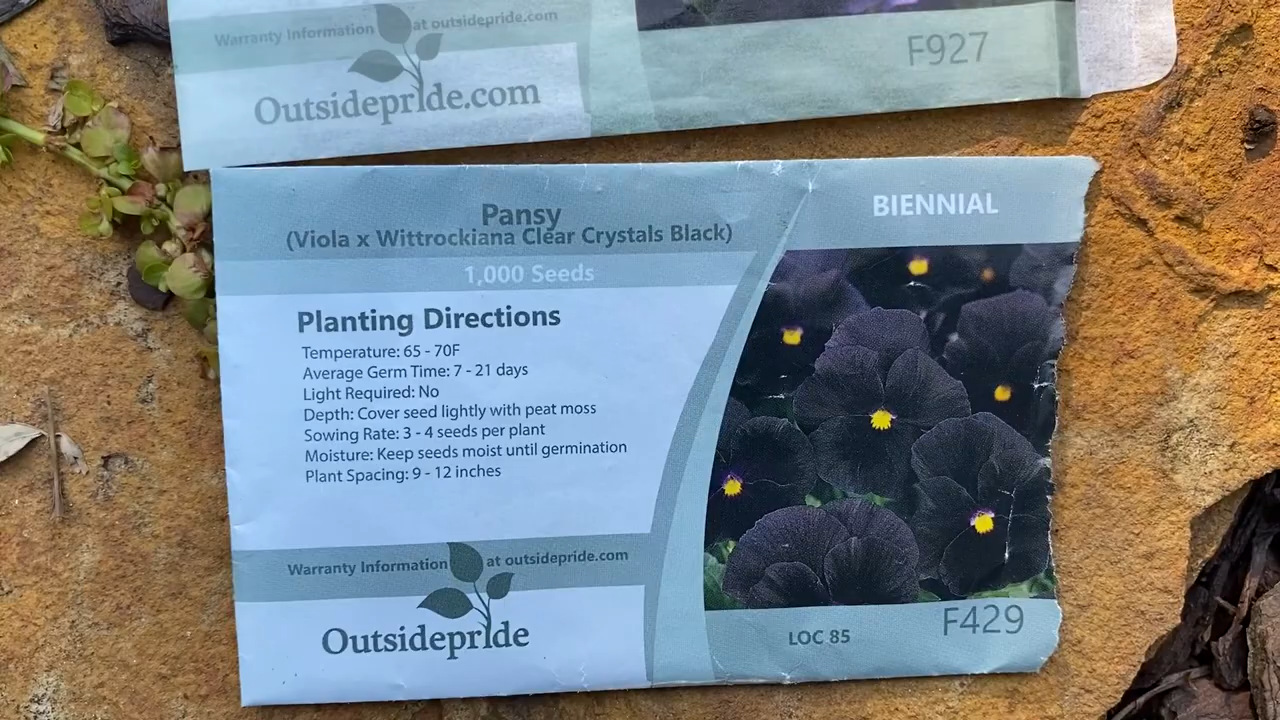 Warranty Information at outsidepride.com
Outsidepride.com
F927
Pansy
(Viola x Wittrockiana Clear Crystals Black)
1,000 Seeds
BIENNIAL
Planting Directions
Temperature: 65 - 70F
Average Germ Time: 7 - 21 days
Light Required: No
Depth: Cover seed lightly with peat moss
Sowing Rate: 3 - 4 seeds per plant
Moisture: Keep seeds moist until germination
Plant Spacing: 9 - 12 inches
Warranty Information at outsidepride.com
Outsidepride
LOC 85
F429